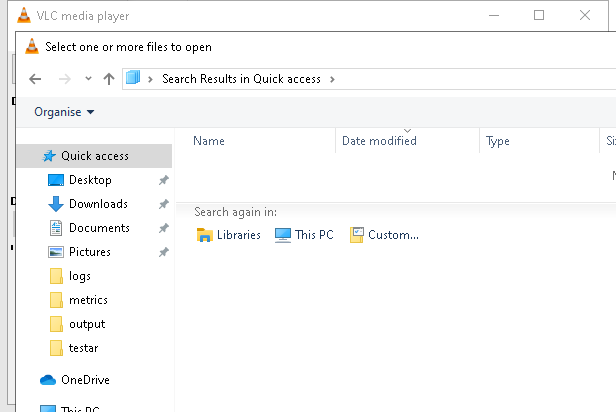 VLC media player
Select one or more files to open
Search Results in Quick access
Organise
Name Date modified Type
Quick access
Desktop
Downloads
Documents
Pictures
logs
metrics
output
testar
OneDrive
This PC
Search again in:
Libraries This PC Custom...